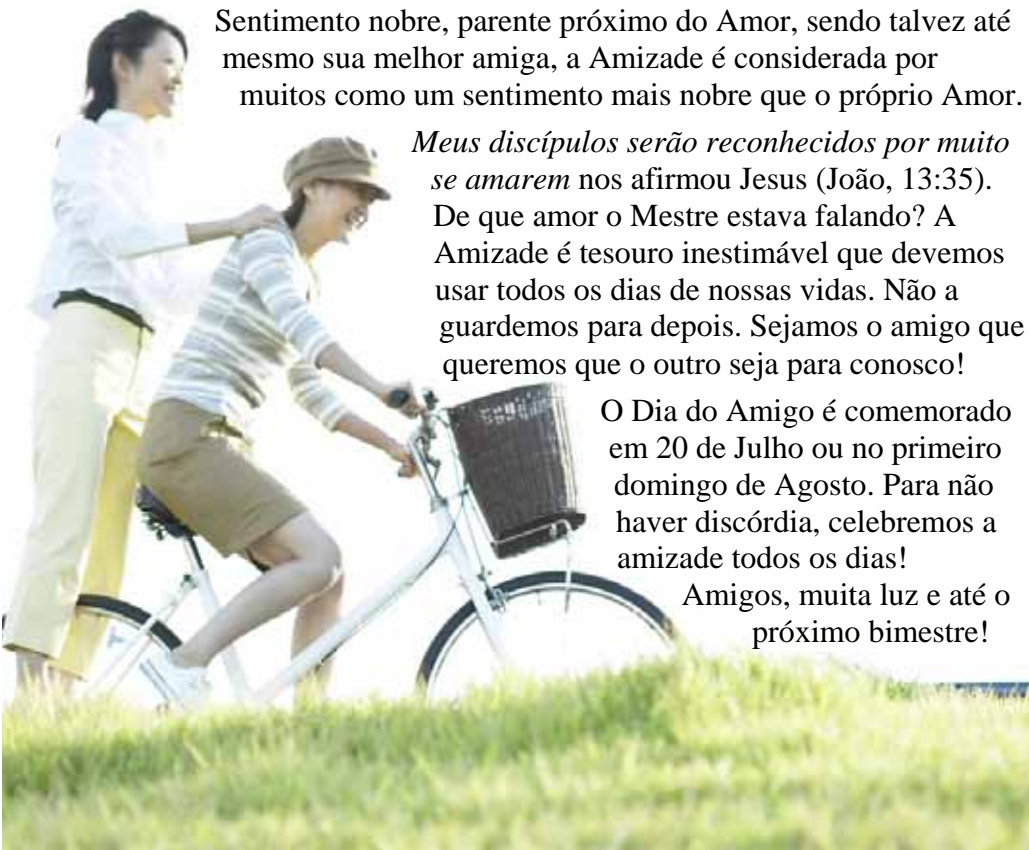 Sentimento nobre, parente próximo do Amor, sendo talvez até
mesmo sua melhor amiga, a Amizade é considerada por
muitos como um sentimento mais nobre que o próprio Amor.
Meus discípulos serão reconhecidos por muito
se amarem nos afirmou Jesus (João, 13:35).
De que amor o Mestre estava falando? A
Amizade é tesouro inestimável que devemos
usar todos os dias de nossas vidas. Não a
guardemos para depois. Sejamos o amigo que
queremos que o outro seja para conosco!
O Dia do Amigo é comemorado
em 20 de Julho ou no primeiro
domingo de Agosto. Para não
haver discórdia, celebremos a
amizade todos os dias!
Amigos, muita luz e até o
próximo bimestre!